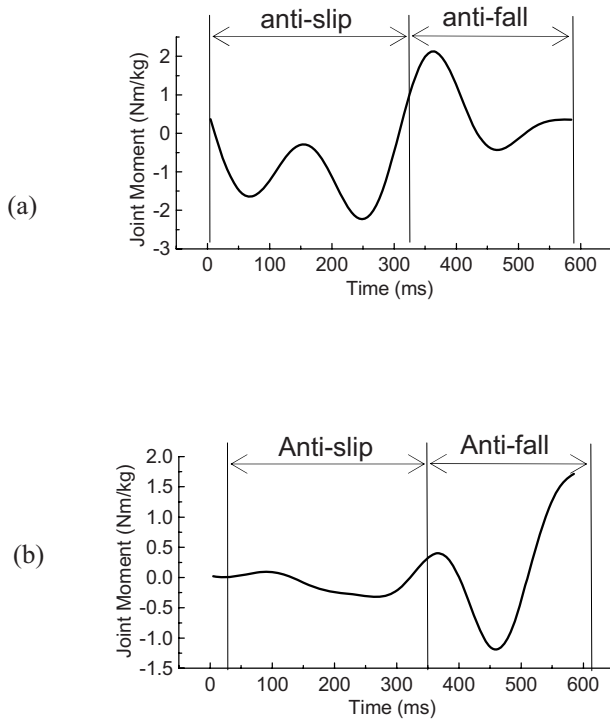 (a)
anti-slip anti-fall
Joint Moment (Nm/kg)
2
1
0
-1
-2
-3
0 100 200 300 400 500 600
Time (ms)
(b)
Anti-slip Anti-fall
Joint Moment (Nm/kg)
2.0
1.5
1.0
0.5
0.0
-0.5
-1.0
-1.5
0 100 200 300 400 500 600
Time (ms)